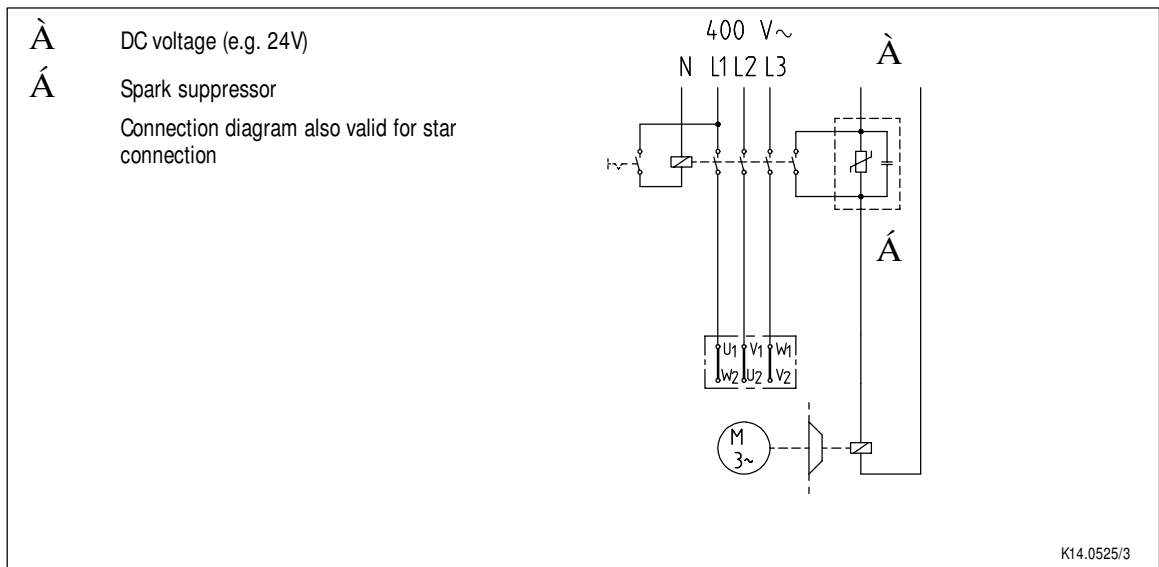 À DC voltage (e.g. 24V)
Á Spark suppressor
Connection diagram also valid for star
connection
400 V~
N L1 L2 L3
À
Á
U1 V1 W1
W2 U2 V2
M
3~
K14.0525/3